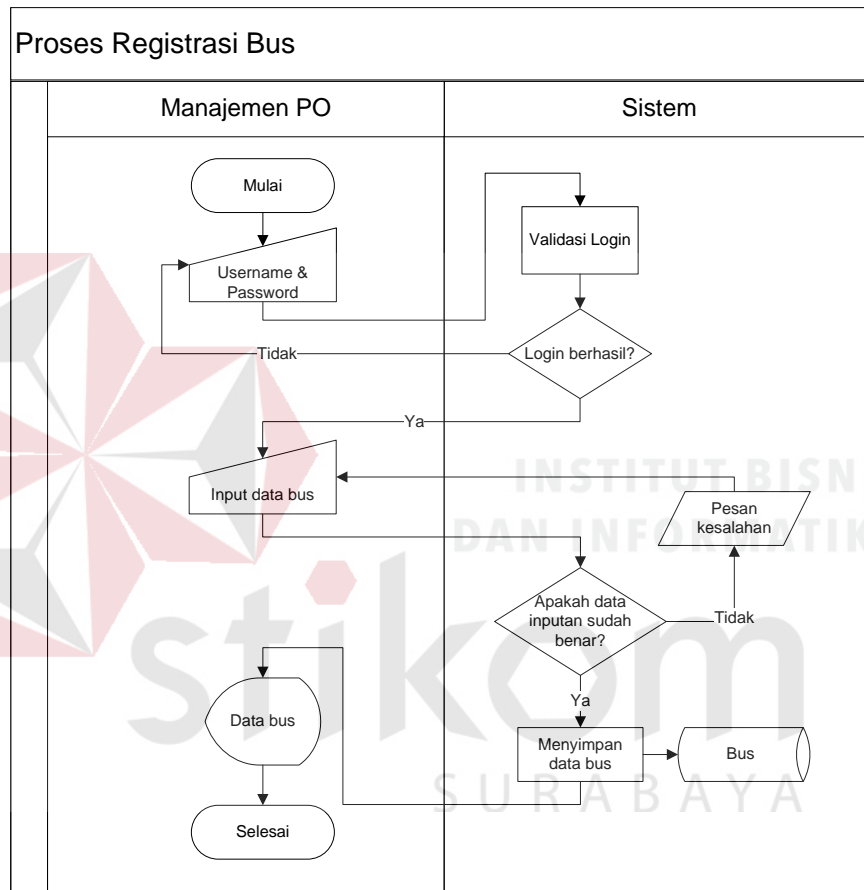 Proses Registrasi Bus
Manajemen PO
Sistem
Mulai
Username &
Password
Validasi Login
Login berhasil?
Tidak
Ya
Input data bus
Pesan
kesalahan
Apakah data
inputan sudah
benar?
Tidak
Ya
Data bus
Menyimpan
data bus
Bus
Selesai
INSTITUT BISN
DAN INFORMATIK
stikom
SURABAYA